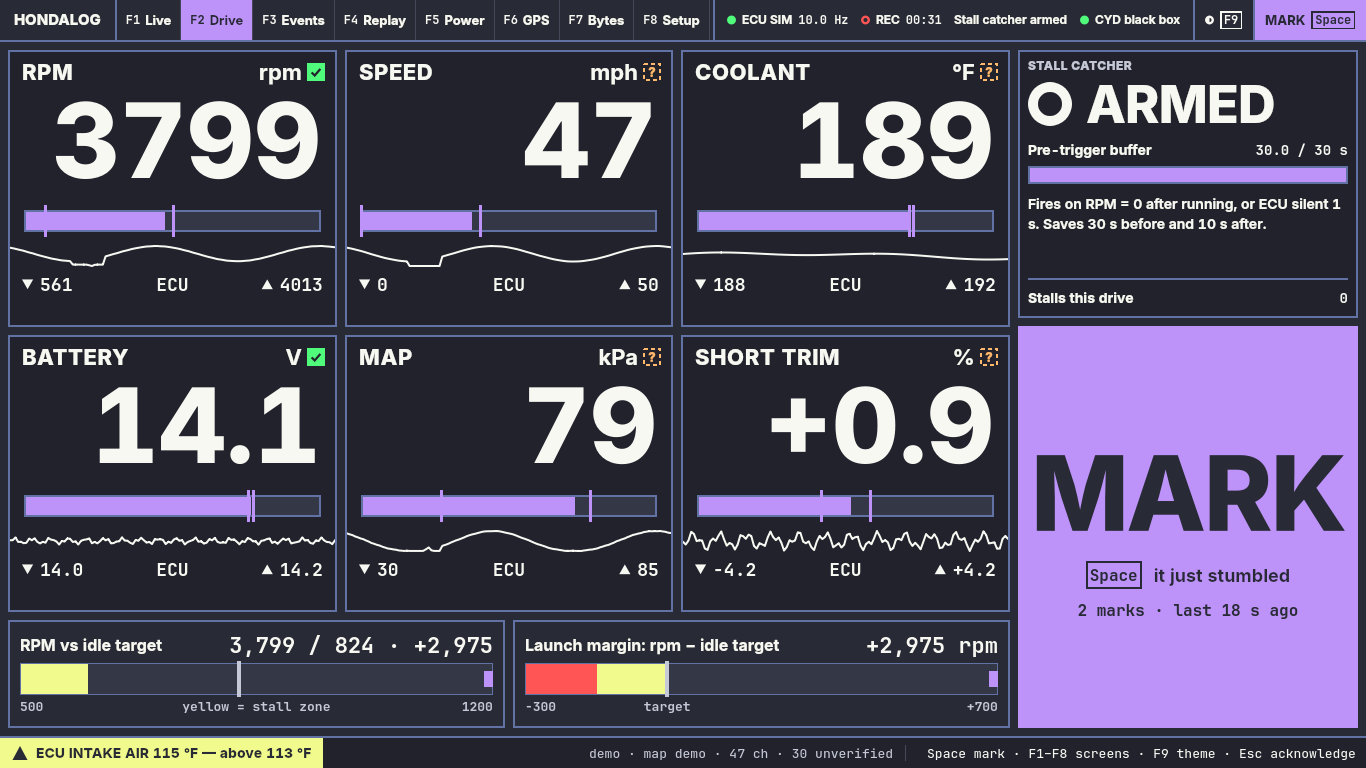 HONDALOG F1 Live F2 Drive F3 Events F4 Replay F5 Power F6 GPS F7 Bytes F8 Setup ECU SIM 10.0 Hz REC 00:31 Stall catcher armed CYD black box F9 MARK Space
RPM rpm
3799
▼ 561 ECU ▲ 4013
SPEED mph ?
47
▼ 0 ECU ▲ 50
COOLANT °F ?
189
▼ 188 ECU ▲ 192
STALL CATCHER
ARMED
Pre-trigger buffer 30.0 / 30 s
Fires on RPM = 0 after running, or ECU silent 1
s. Saves 30 s before and 10 s after.
Stalls this drive 0
BATTERY V
14.1
▼ 14.0 ECU ▲ 14.2
MAP kPa ?
79
▼ 30 ECU ▲ 85
SHORT TRIM % ?
+0.9
▼ -4.2 ECU ▲ +4.2
MARK
Space it just stumbled
2 marks · last 18 s ago
RPM vs idle target 3,799 / 824 · +2,975
500 yellow = stall zone 1200
Launch margin: rpm − idle target +2,975 rpm
-300 target +700
▲ ECU INTAKE AIR 115 °F — above 113 °F
demo · map demo · 47 ch · 30 unverified Space mark · F1–F8 screens · F9 theme · Esc acknowledge